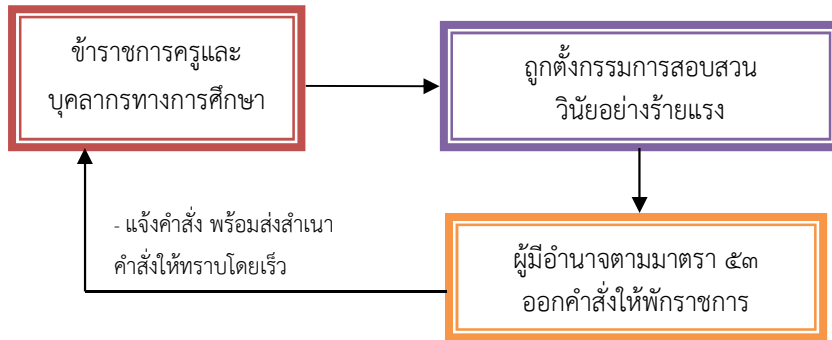 ข้าราชการครูและ
บุคลากรทางการศึกษา
ถูกตั้งกรรมการสอบสวน
วินัยอย่างร้ายแรง
- แจ้งคำสั่ง พร้อมส่งสำเนา
คำสั่งให้ทราบโดยเร็ว
ผู้มีอำนาจตามมาตรา ๕๓
ออกคำสั่งให้พักราชการ